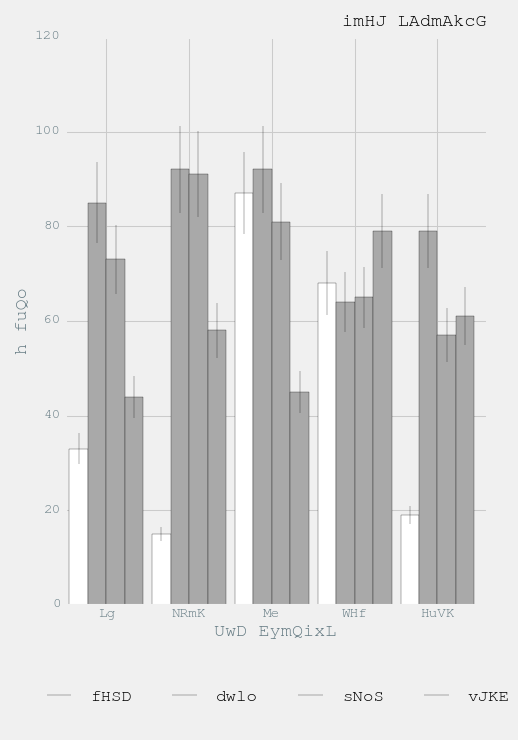 imHJ LAdmAkcG
120
100
80
60
40
20
0
h fuQo
Lg NRmK Me WHf HuVK
UwD EymQixL
fHSD dwlo sNoS vJKE